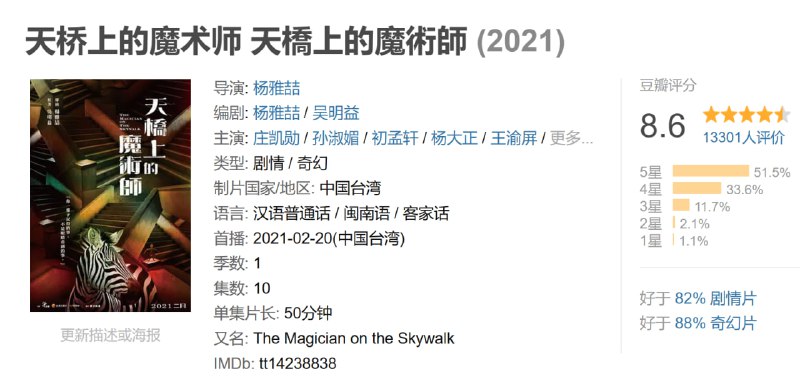 天桥上的魔术师 天橋上的魔術師 (2021)
THE MAGICIAN ON THE SKYWALK
天橋上的魔術師
2021 二月
更新描述或海报
导演: 杨雅喆
编剧: 杨雅喆 / 吴明益
主演: 庄凯勋 / 孙淑媚 / 初孟轩 / 杨大正 / 王渝屏 / 更多...
类型: 剧情 / 奇幻
制片国家/地区: 中国台湾
语言: 汉语普通话 / 闽南语 / 客家话
首播: 2021-02-20(中国台湾)
季数: 1
集数: 10
单集片长: 50分钟
又名: The Magician on the Skywalk
IMDb: tt14238838
豆瓣评分
8.6
13301人评价
5星 51.5%
4星 33.6%
3星 11.7%
2星 2.1%
1星 1.1%
好于 82% 剧情片
好于 88% 奇幻片